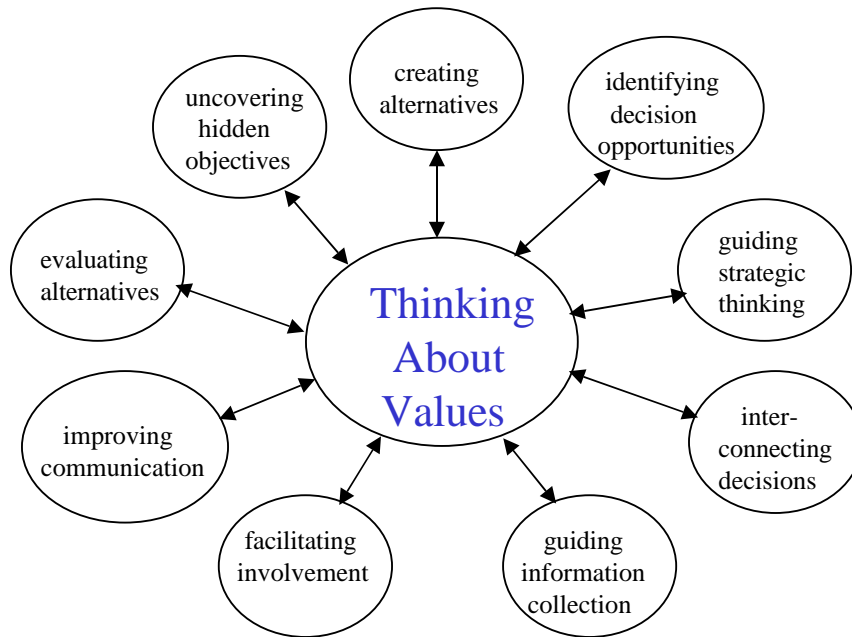 creating
alternatives
identifying
decision
opportunities
guiding
strategic
thinking
inter-
connecting
decisions
guiding
information
collection
facilitating
involvement
improving
communication
evaluating
alternatives
uncovering
hidden
objectives
Thinking
About
Values